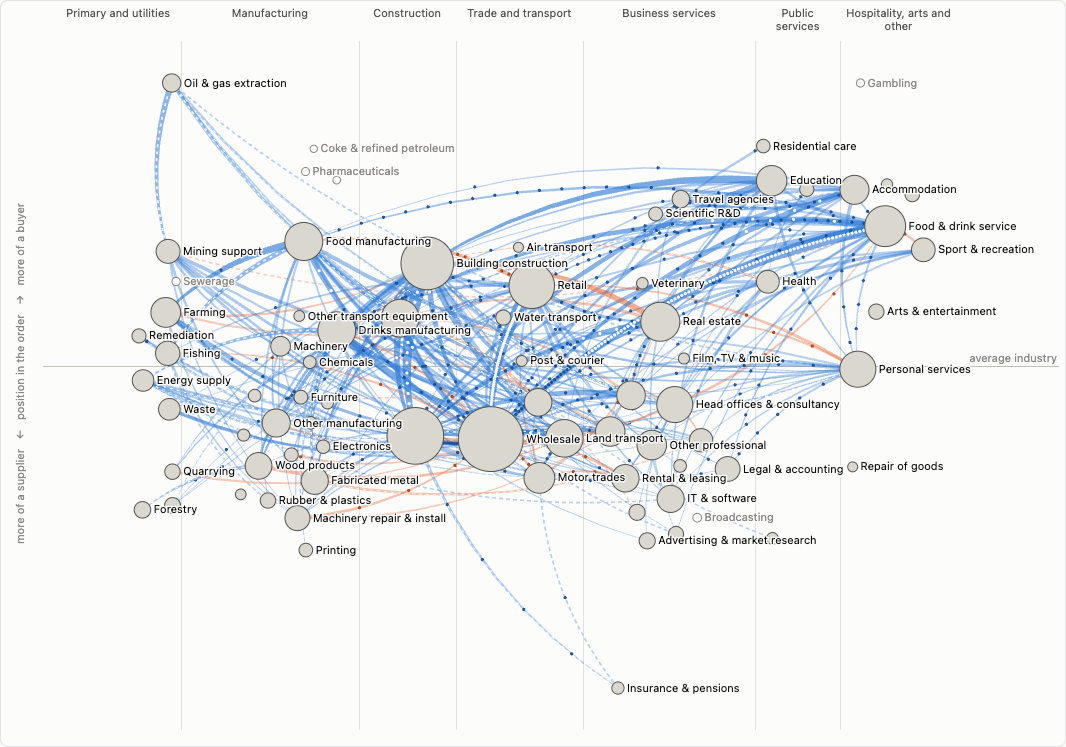 Primary and utilities
Manufacturing
Construction
Trade and transport
Business services
Public
services
Hospitality, arts and
other
more of a supplier ← position in the order → more of a buyer
Oil & gas extraction
Gambling
Coke & refined petroleum
Residential care
Pharmaceuticals
Education
Accommodation
Travel agencies
Scientific R&D
Food & drink service
Food manufacturing
Air transport
Mining support
Sport & recreation
Building construction
Sewerage
Health
Veterinary
Retail
Farming
Arts & entertainment
Other transport equipment
Water transport
Real estate
Drinks manufacturing
Remediation
Machinery
Fishing
average industry
Post & courier
Film, TV & music
Chemicals
Personal services
Energy supply
Furniture
Head offices & consultancy
Waste
Other manufacturing
Wholesale
Land transport
Other professional
Electronics
Wood products
Repair of goods
Legal & accounting
Quarrying
Motor trades
Rental & leasing
Fabricated metal
Rubber & plastics
IT & software
Forestry
Machinery repair & install
Broadcasting
Advertising & market research
Printing
Insurance & pensions